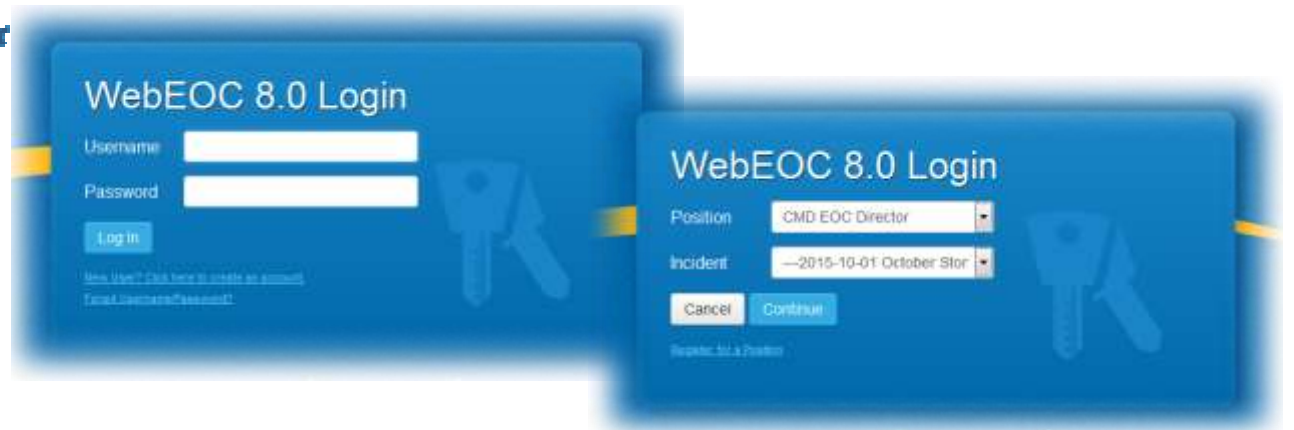 WebEOC 8.0 Login
Username
Password
Log in
New User? Click here to create an account.
Forgot Username/Password?
WebEOC 8.0 Login
Position CMD EOC Director
Incident ---2015-10-01 October Stor
Cancel Continue
Register for a Position